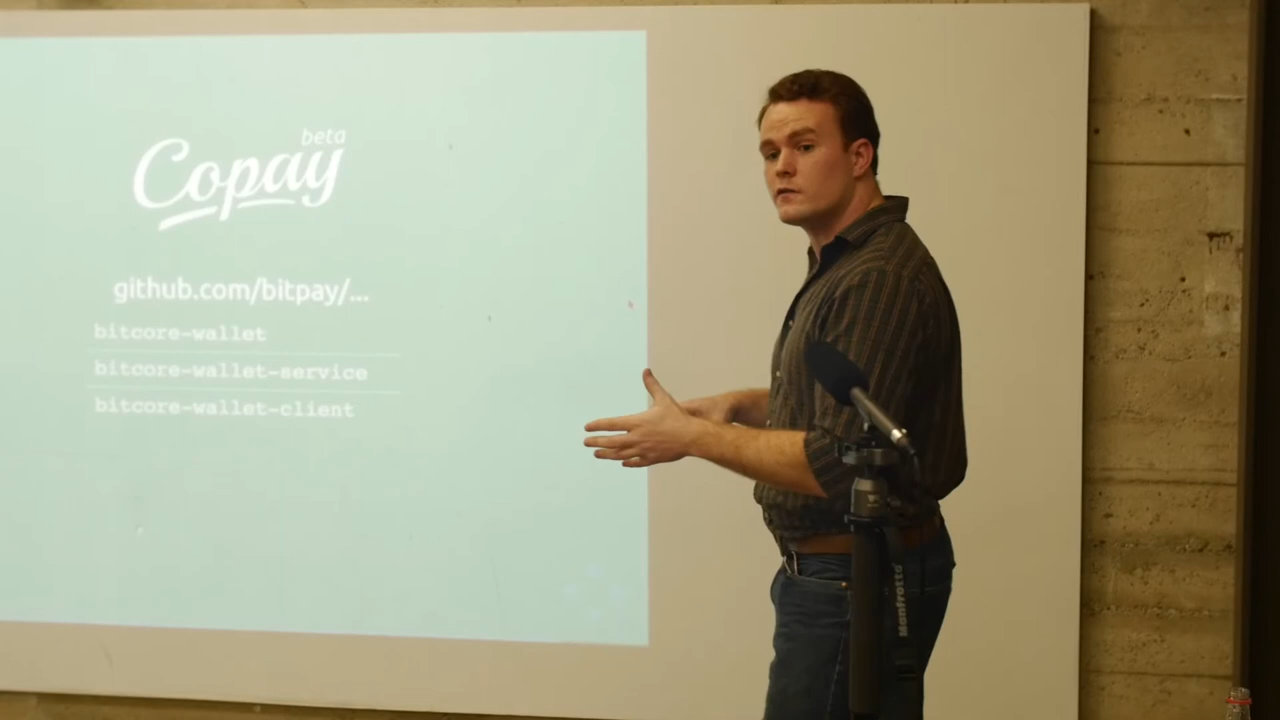 beta
Copay
github.com/bitpay/...
bitcore-wallet
bitcore-wallet-service
bitcore-wallet-client
Manfrotto